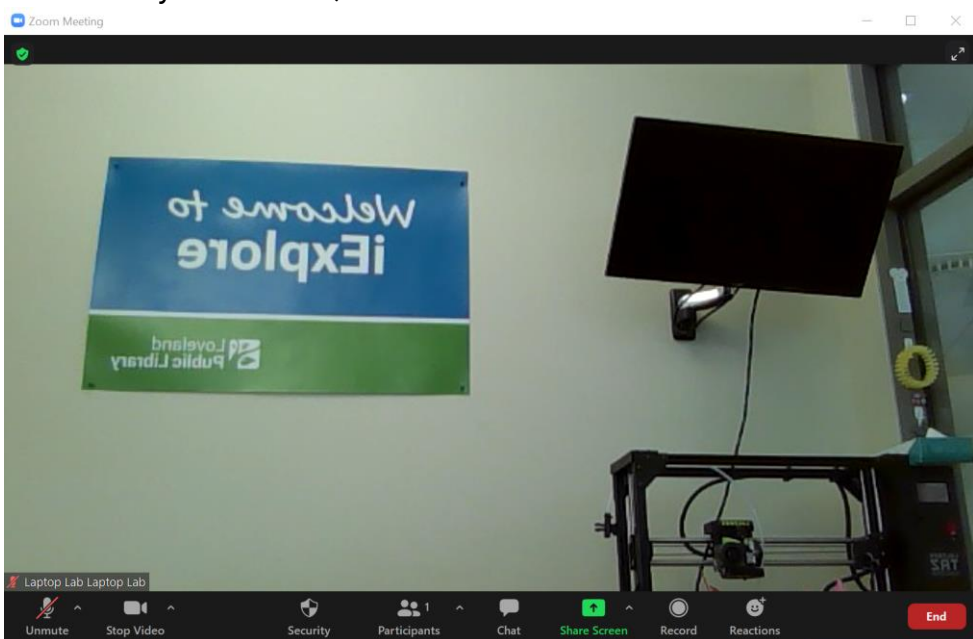 Zoom Meeting
Welcome to
iExplore
Loveland
Public Library
TAZ
Laptop Lab Laptop Lab
Unmute
Stop Video
Security
Participants
1
Chat
Share Screen
Record
Reactions
End